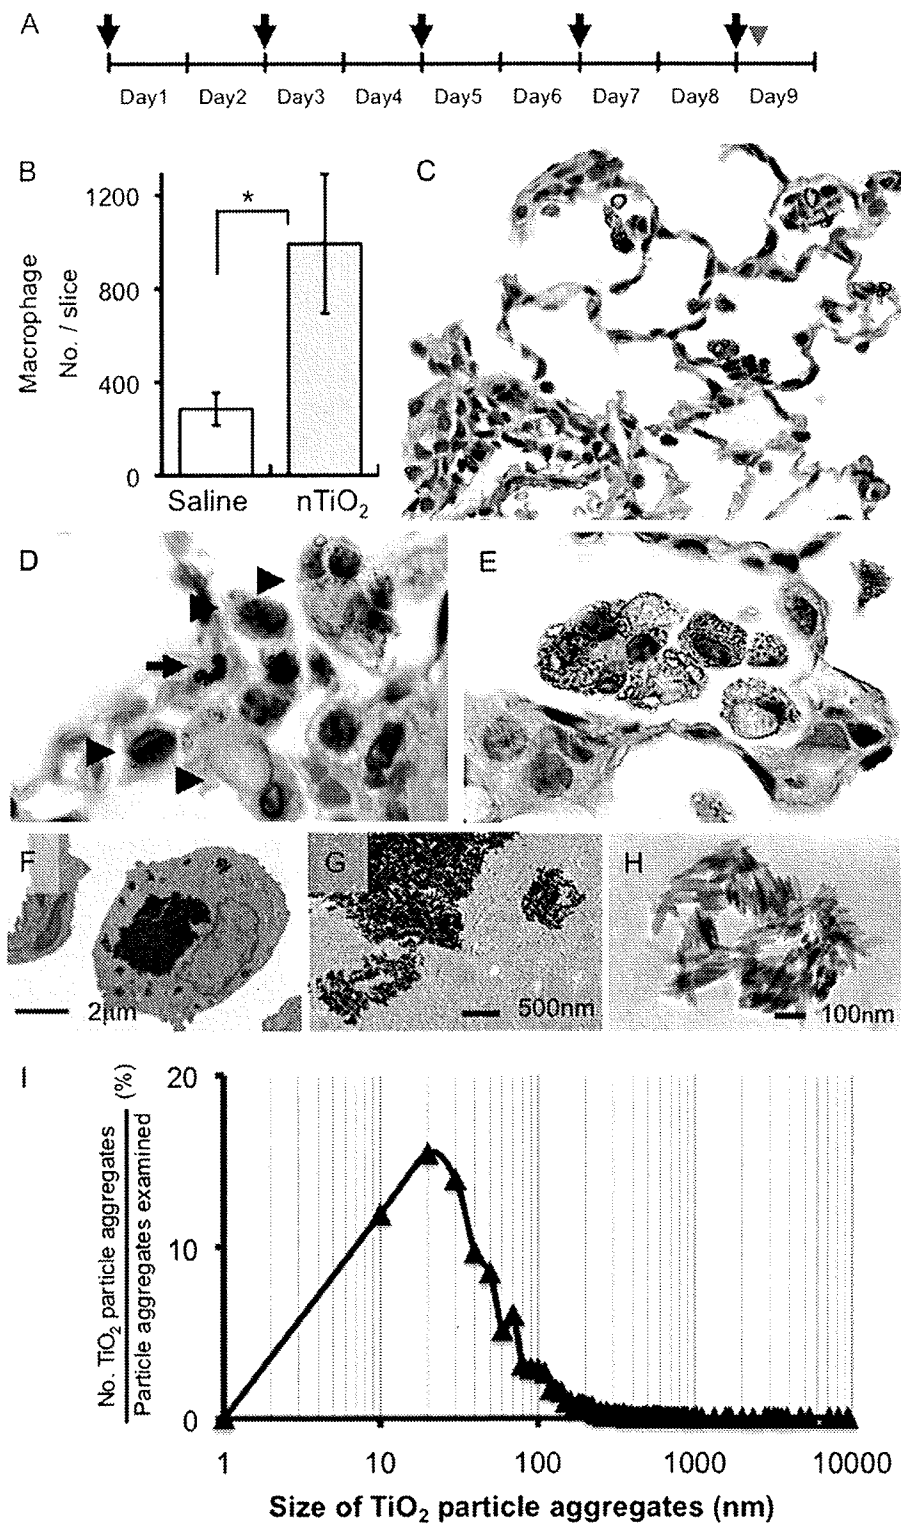 A
Day1 Day2 Day3 Day4 Day5 Day6 Day7 Day8 Day9
B
1200
800
400
0
Macrophage
No. / slice
*
Saline nTiO₂
C
D
E
F
2μm
G
500nm
H
100nm
I
(%)
No. TiO₂ particle aggregates
Particle aggregates examined
20
10
0
1 10 100 1000 10000
Size of TiO₂ particle aggregates (nm)